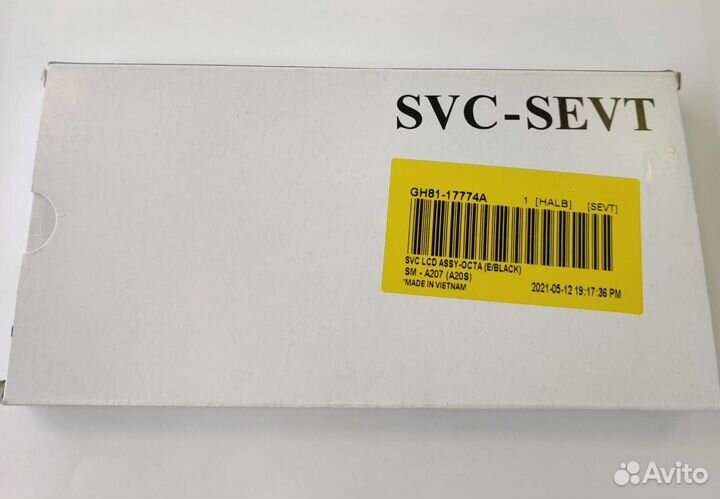 SVC-SEVT
GH81-17774A 1 [HALB] [SEVT]
SVC LCD ASSY-OCTA (E/BLACK)
SM - A207 (A20S)
*MADE IN VIETNAM 2021-05-12 19:17:36 PM
Avito